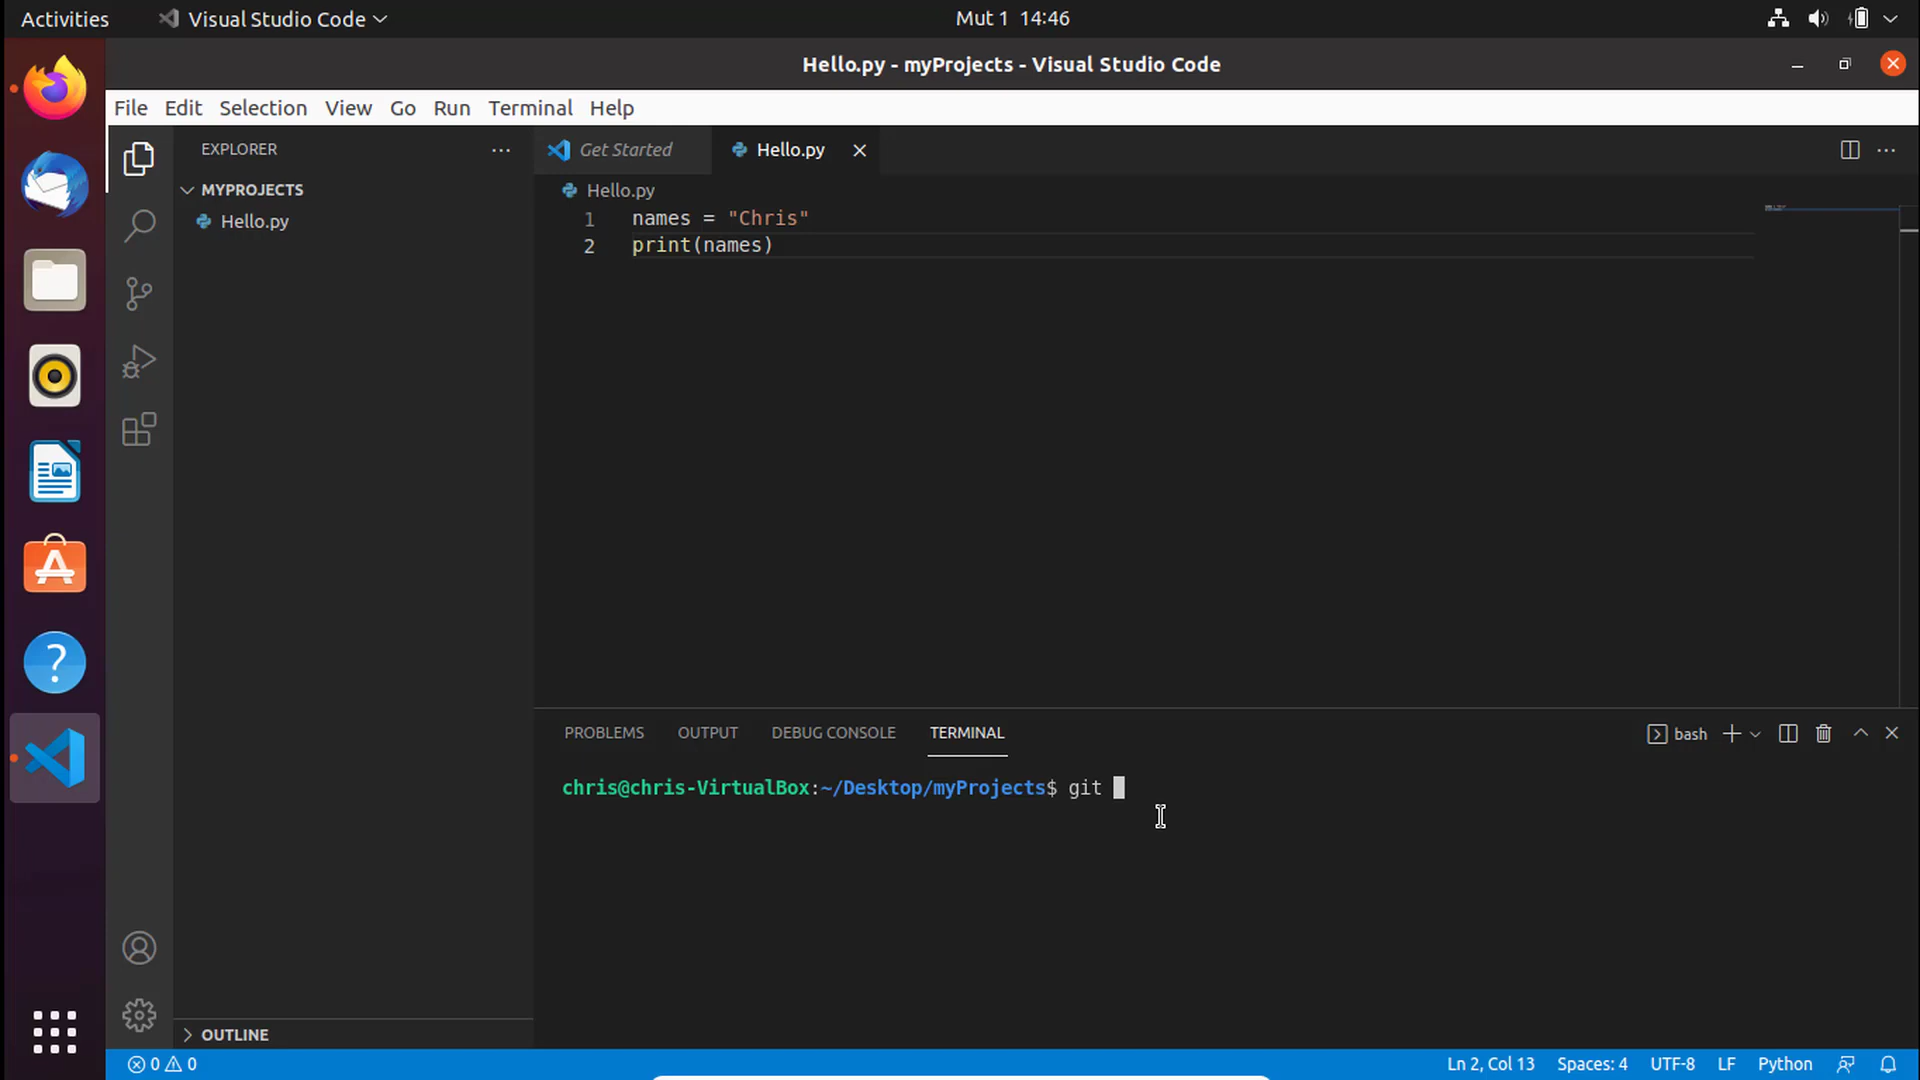 Activities Visual Studio Code Mut 1 14:46
Hello.py - myProjects - Visual Studio Code
File Edit Selection View Go Run Terminal Help
EXPLORER ··· Get Started Hello.py ···
MYPROJECTS Hello.py
Hello.py
1 names = "Chris"
2 print(names)
PROBLEMS OUTPUT DEBUG CONSOLE TERMINAL bash
chris@chris-VirtualBox:~/Desktop/myProjects$ git
OUTLINE
0 0 Ln 2, Col 13 Spaces: 4 UTF-8 LF Python